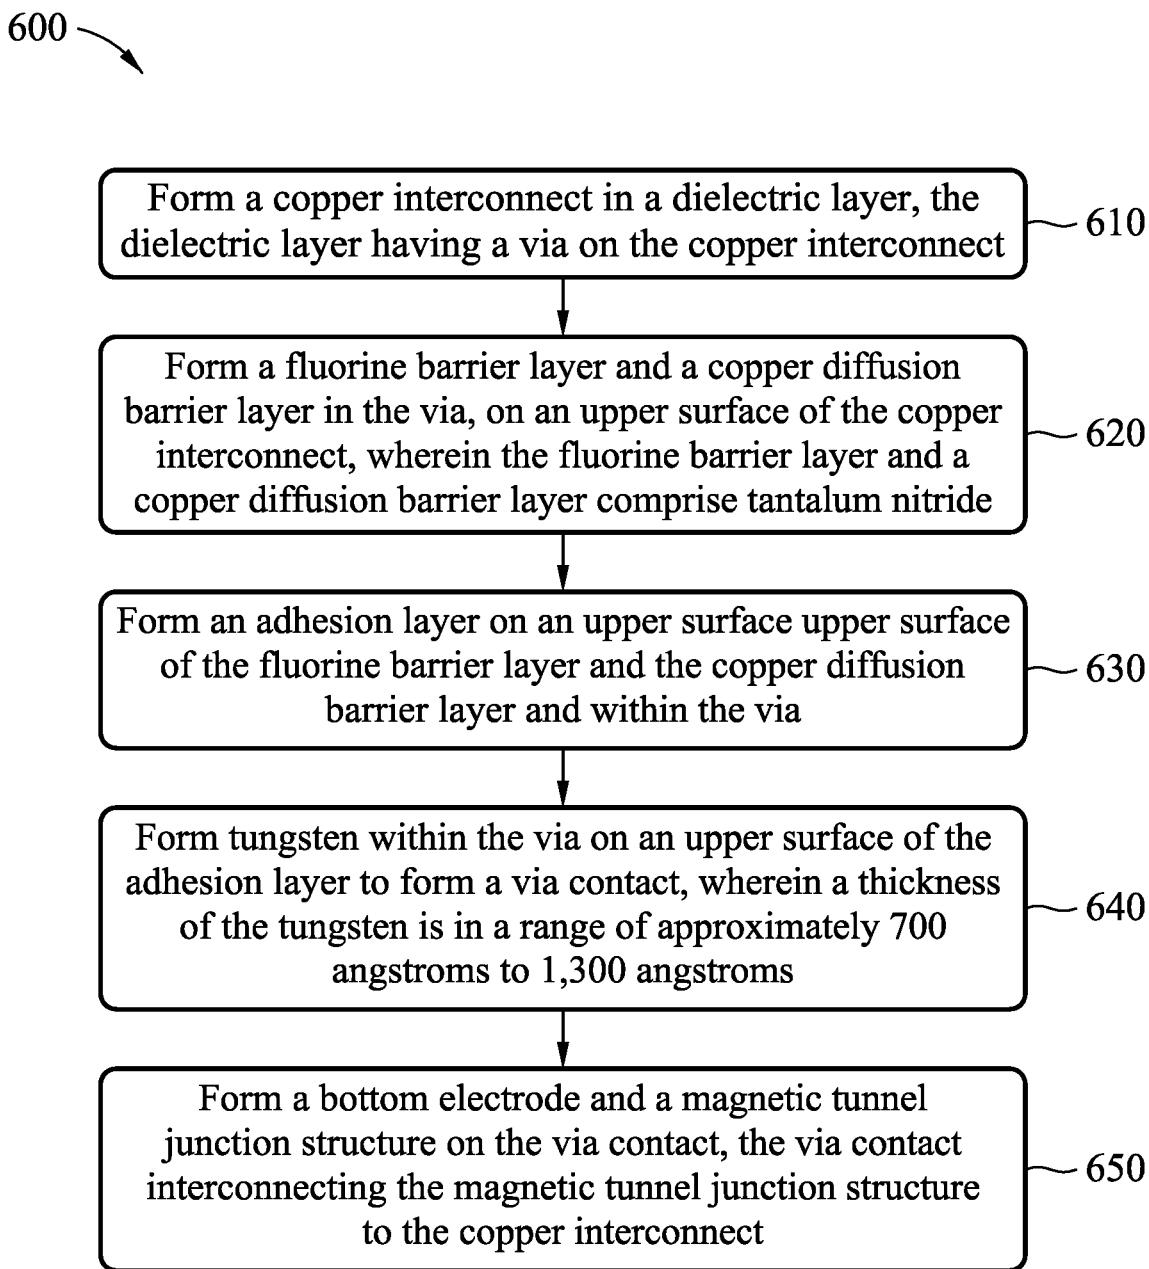 600
Form a copper interconnect in a dielectric layer, the
dielectric layer having a via on the copper interconnect
610
Form a fluorine barrier layer and a copper diffusion
barrier layer in the via, on an upper surface of the copper
interconnect, wherein the fluorine barrier layer and a
copper diffusion barrier layer comprise tantalum nitride
620
Form an adhesion layer on an upper surface upper surface
of the fluorine barrier layer and the copper diffusion
barrier layer and within the via
630
Form tungsten within the via on an upper surface of the
adhesion layer to form a via contact, wherein a thickness
of the tungsten is in a range of approximately 700
angstroms to 1,300 angstroms
640
Form a bottom electrode and a magnetic tunnel
junction structure on the via contact, the via contact
interconnecting the magnetic tunnel junction structure
to the copper interconnect
650